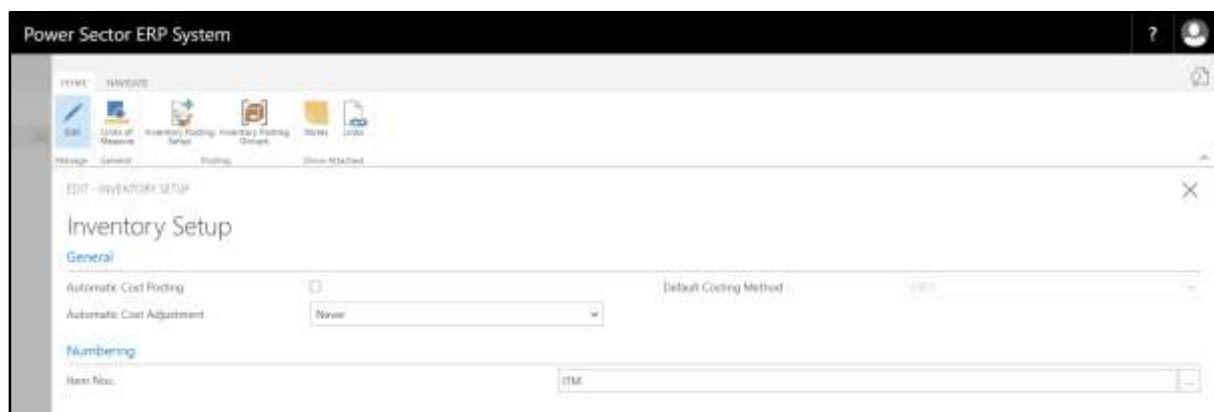 Power Sector ERP System ?
HOME NAVIGATE
Edit Units of Measure Inventory Posting Setup Inventory Posting Groups Notes Links
Manage General Posting Show Attached
EDIT - INVENTORY SETUP
Inventory Setup
General
Automatic Cost Posting Default Costing Method FIFO
Automatic Cost Adjustment Never
Numbering
Item Nos. ITM ...